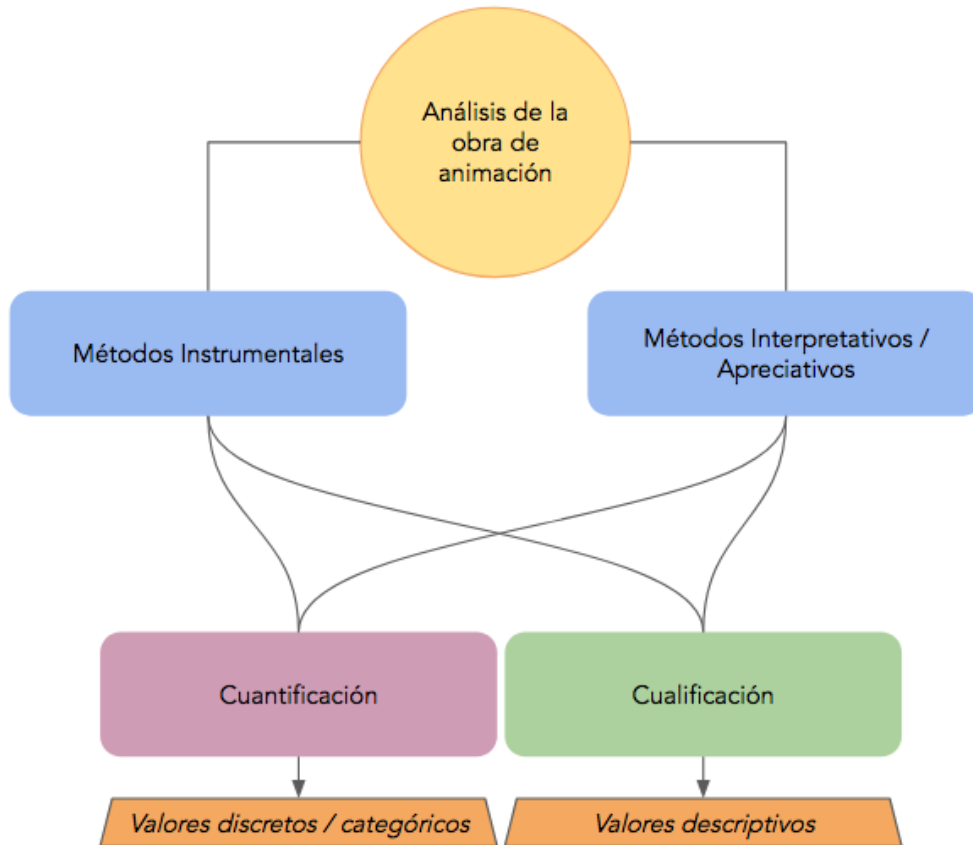 Análisis de la
obra de
animación
Métodos Instrumentales
Métodos Interpretativos /
Apreciativos
Cuantificación
Cualificación
Valores discretos / categóricos
Valores descriptivos